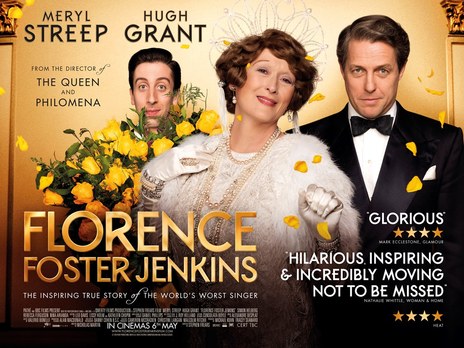 MERYL HUGH
STREEP GRANT
FROM THE DIRECTOR OF
THE QUEEN
AND
PHILOMENA
FLORENCE
FOSTER JENKINS
THE INSPIRING TRUE STORY OF THE WORLD'S WORST SINGER
IN CINEMAS 6TH MAY
"GLORIOUS"
MARK ECCLESTONE, GLAMOUR
"HILARIOUS, INSPIRING
& INCREDIBLY MOVING
NOT TO BE MISSED"
NATHALIE WHITTLE, WOMAN & HOME
HEAT